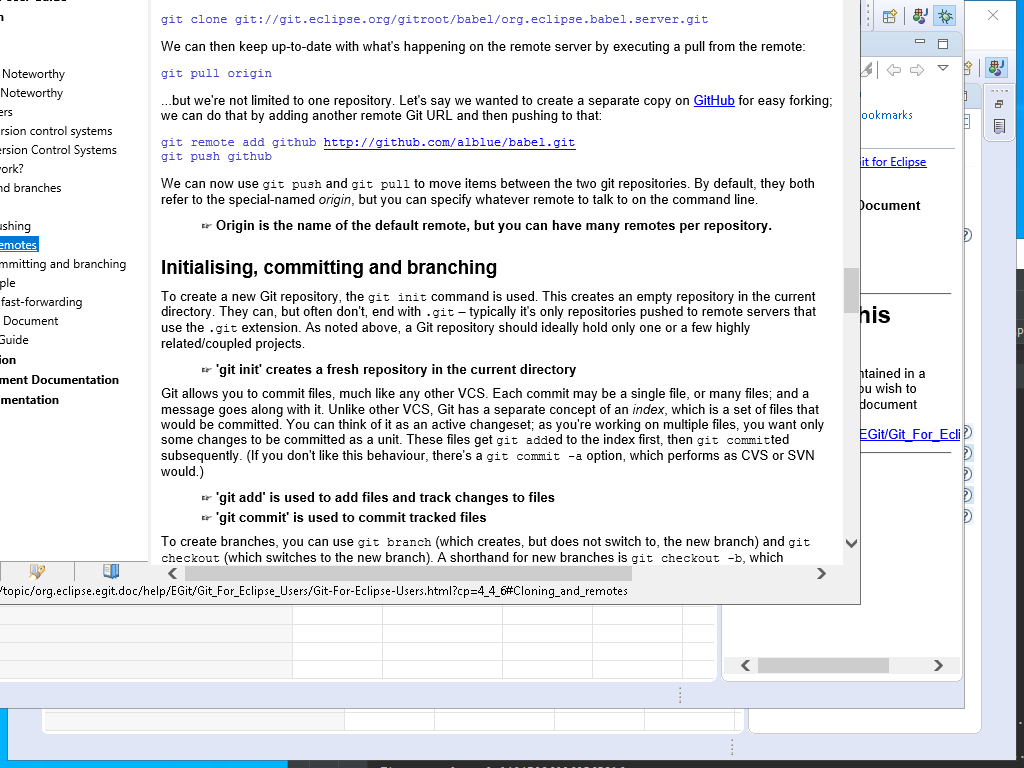 git clone git://git.eclipse.org/gitroot/babel/org.eclipse.babel.server.git
We can then keep up-to-date with what's happening on the remote server by executing a pull from the remote:
git pull origin
...but we're not limited to one repository. Let's say we wanted to create a separate copy on GitHub for easy forking;
we can do that by adding another remote Git URL and then pushing to that:
git remote add github http://github.com/alblue/babel.git
git push github
We can now use git push and git pull to move items between the two git repositories. By default, they both
refer to the special-named origin, but you can specify whatever remote to talk to on the command line.
☞ Origin is the name of the default remote, but you can have many remotes per repository.
Initialising, committing and branching
To create a new Git repository, the git init command is used. This creates an empty repository in the current
directory. They can, but often don't, end with .git – typically it's only repositories pushed to remote servers that
use the .git extension. As noted above, a Git repository should ideally hold only one or a few highly
related/coupled projects.
☞ 'git init' creates a fresh repository in the current directory
Git allows you to commit files, much like any other VCS. Each commit may be a single file, or many files; and a
message goes along with it. Unlike other VCS, Git has a separate concept of an index, which is a set of files that
would be committed. You can think of it as an active changeset; as you're working on multiple files, you want only
some changes to be committed as a unit. These files get git added to the index first, then git committed
subsequently. (If you don't like this behaviour, there's a git commit -a option, which performs as CVS or SVN
would.)
☞ 'git add' is used to add files and track changes to files
☞ 'git commit' is used to commit tracked files
To create branches, you can use git branch (which creates, but does not switch to, the new branch) and git
checkout (which switches to the new branch). A shorthand for new branches is git checkout -b, which
Noteworthy
Noteworthy
ers
rsion control systems
ersion Control Systems
ork?
nd branches
ushing
emotes
mmitting and branching
ple
fast-forwarding
Document
Guide
ion
ment Documentation
mentation
/topic/org.eclipse.egit.doc/help/EGit/Git_For_Eclipse_Users/Git-For-Eclipse-Users.html?cp=4_4_6#Cloning_and_remotes
ookmarks
it for Eclipse
Document
his
ntained in a
ou wish to
document
EGit/Git_For_Ecli